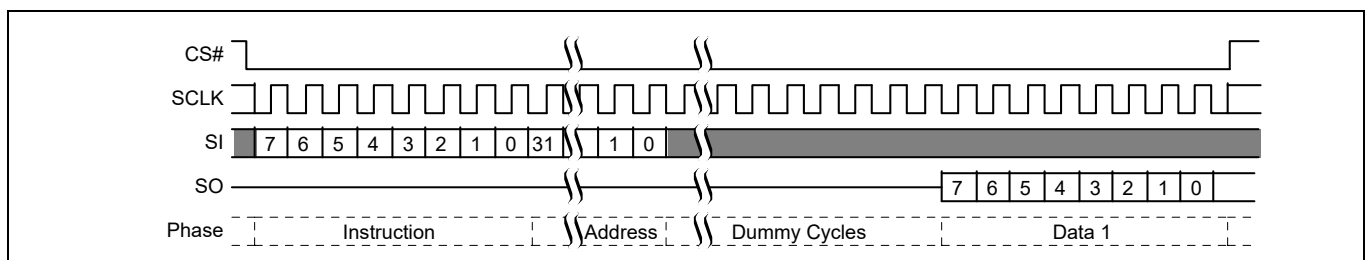 CS#
SCLK
SI 7 6 5 4 3 2 1 0 31 1 0
SO 7 6 5 4 3 2 1 0
Phase Instruction Address Dummy Cycles Data 1